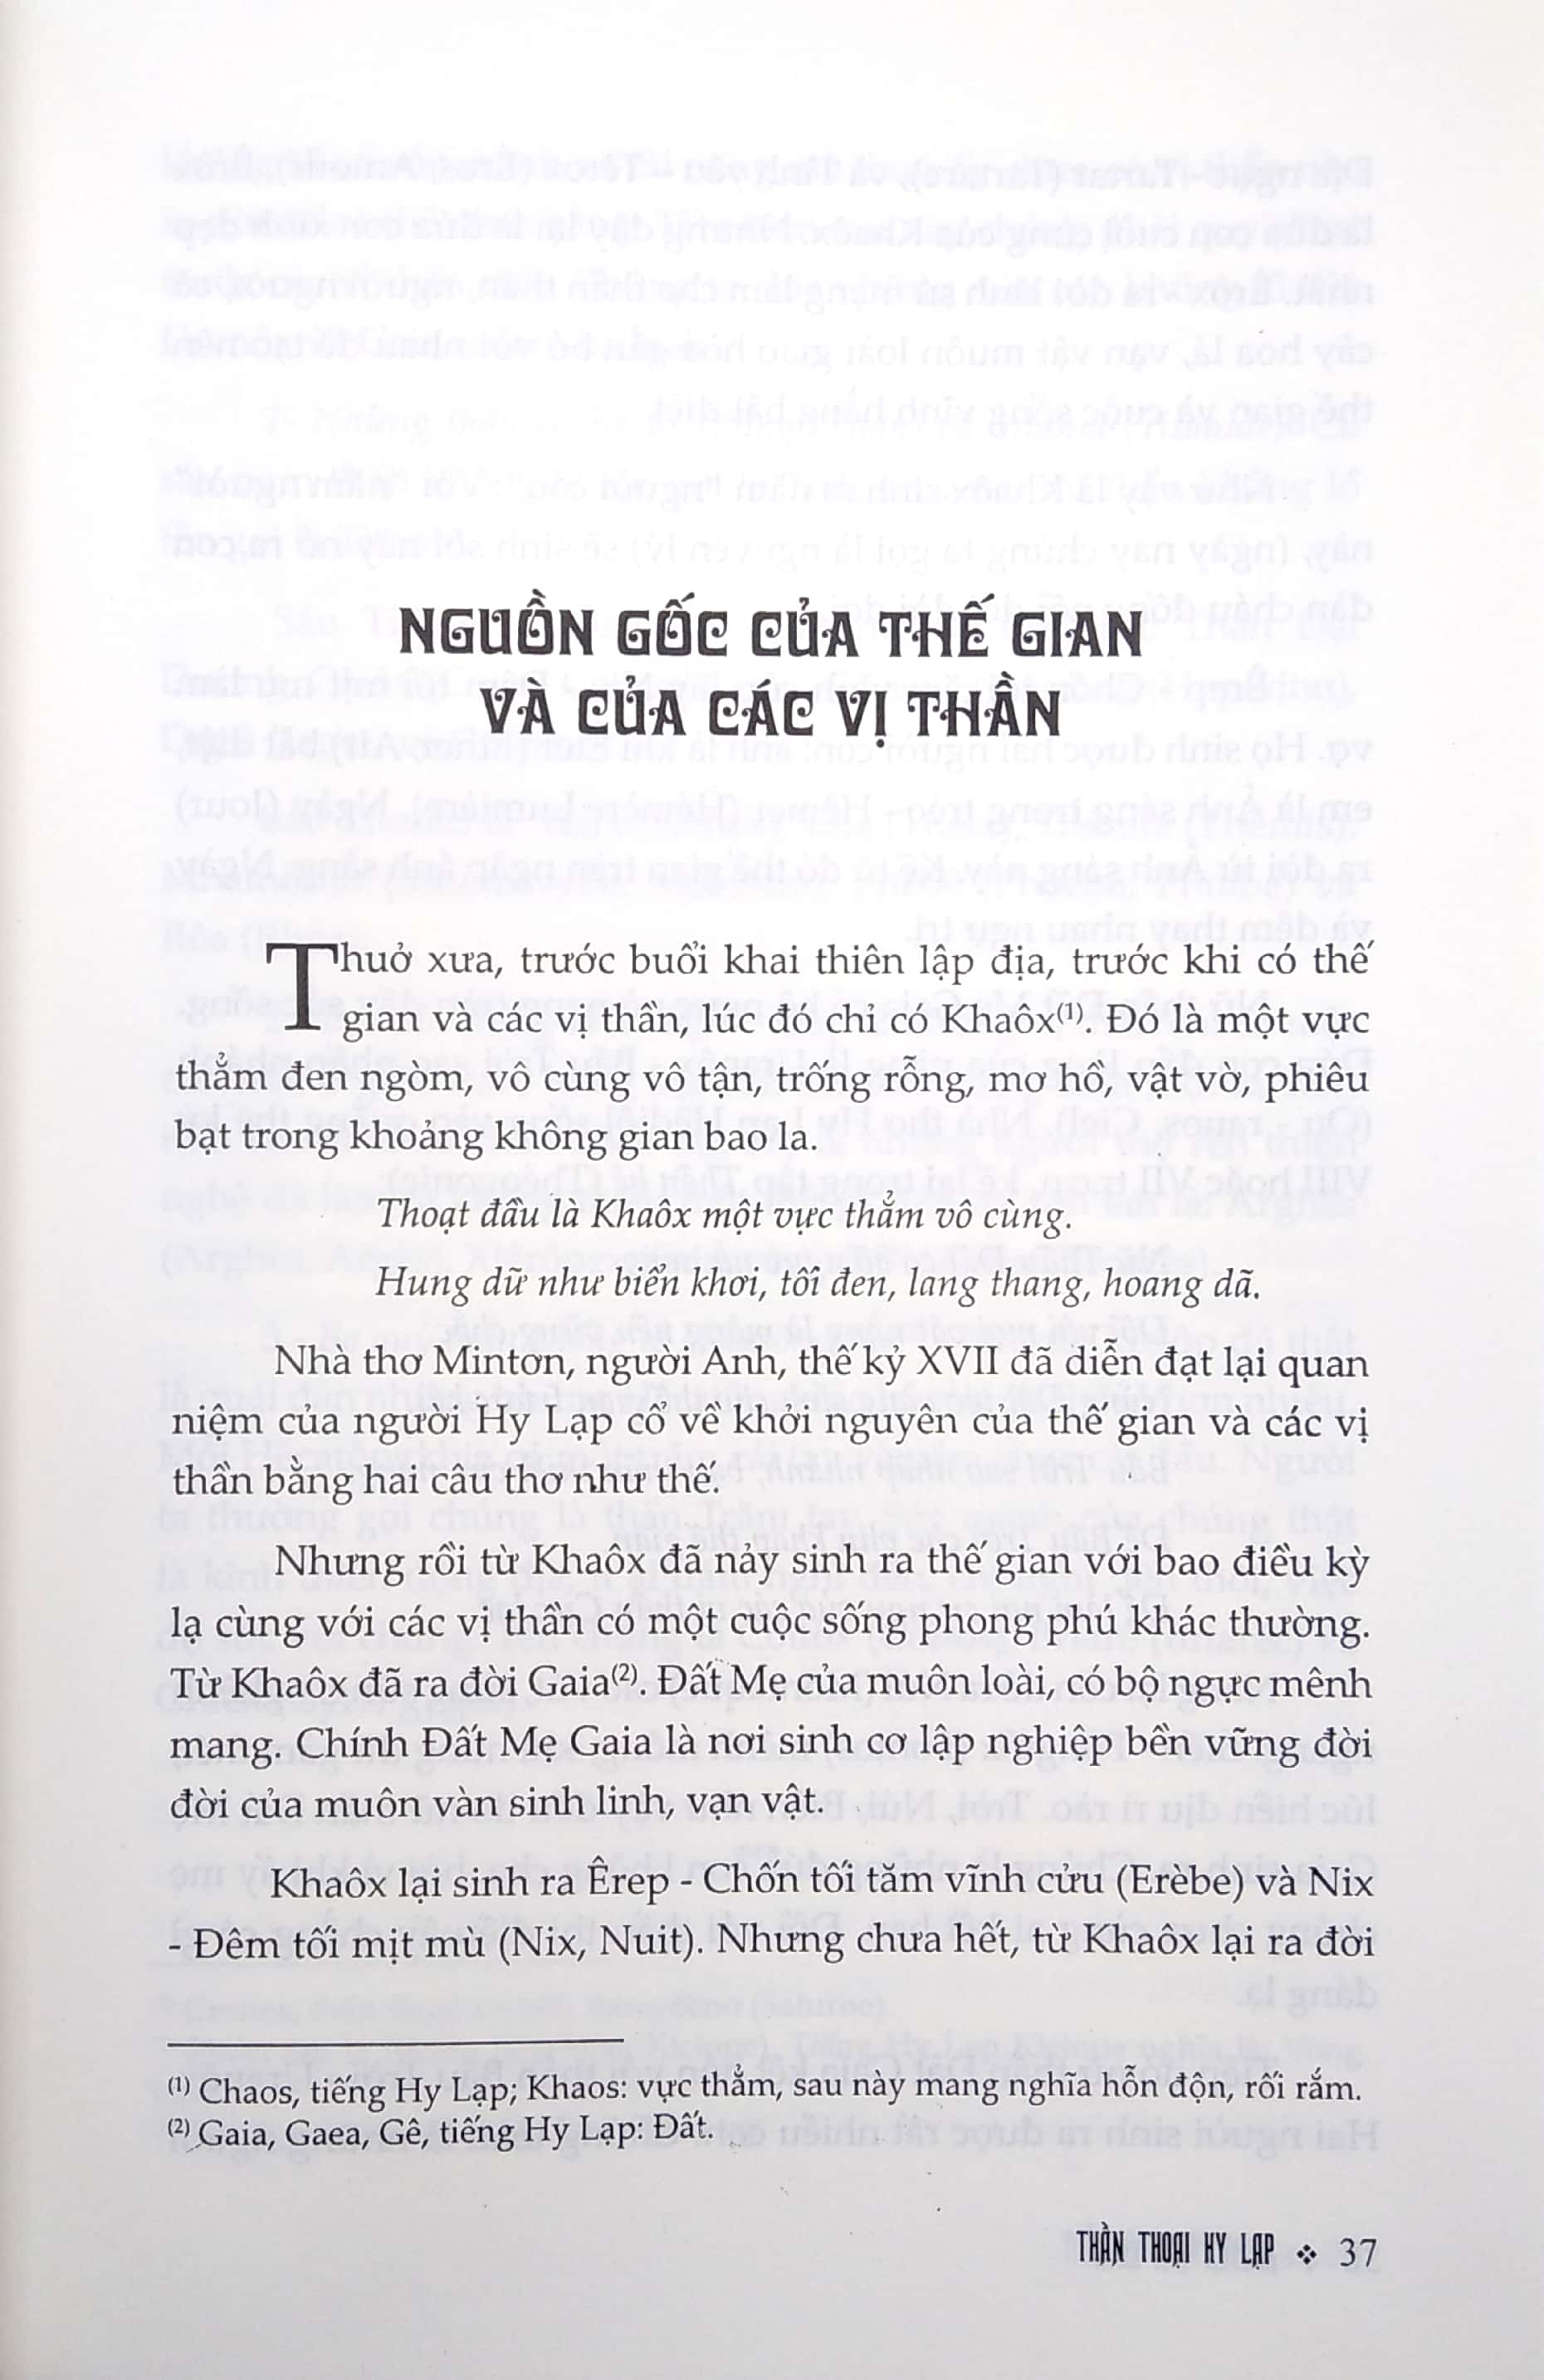 NGUỒN GỐC CỦA THẾ GIAN
VÀ CỦA CÁC VỊ THẦN
Thuở xưa, trước buổi khai thiên lập địa, trước khi có thế
gian và các vị thần, lúc đó chỉ có Khaôx(1). Đó là một vực
thẳm đen ngòm, vô cùng vô tận, trống rỗng, mơ hồ, vật vờ, phiêu
bạt trong khoảng không gian bao la.
Thoạt đầu là Khaôx một vực thẳm vô cùng.
Hung dữ như biển khơi, tối đen, lang thang, hoang dã.
Nhà thơ Mintơn, người Anh, thế kỷ XVII đã diễn đạt lại quan
niệm của người Hy Lạp cổ về khởi nguyên của thế gian và các vị
thần bằng hai câu thơ như thế.
Nhưng rồi từ Khaôx đã nảy sinh ra thế gian với bao điều kỳ
lạ cùng với các vị thần có một cuộc sống phong phú khác thường.
Từ Khaôx đã ra đời Gaia(2). Đất Mẹ của muôn loài, có bộ ngực mênh
mang. Chính Đất Mẹ Gaia là nơi sinh cơ lập nghiệp bền vững đời
đời của muôn vàn sinh linh, vạn vật.
Khaôx lại sinh ra Êrep - Chốn tối tăm vĩnh cửu (Erèbe) và Nix
- Đêm tối mịt mù (Nix, Nuit). Nhưng chưa hết, từ Khaôx lại ra đời
(1) Chaos, tiếng Hy Lạp; Khaos: vực thẳm, sau này mang nghĩa hỗn độn, rối rắm.
(2) Gaia, Gaea, Gê, tiếng Hy Lạp: Đất.
THẦN THOẠI HY LẠP ❖ 37